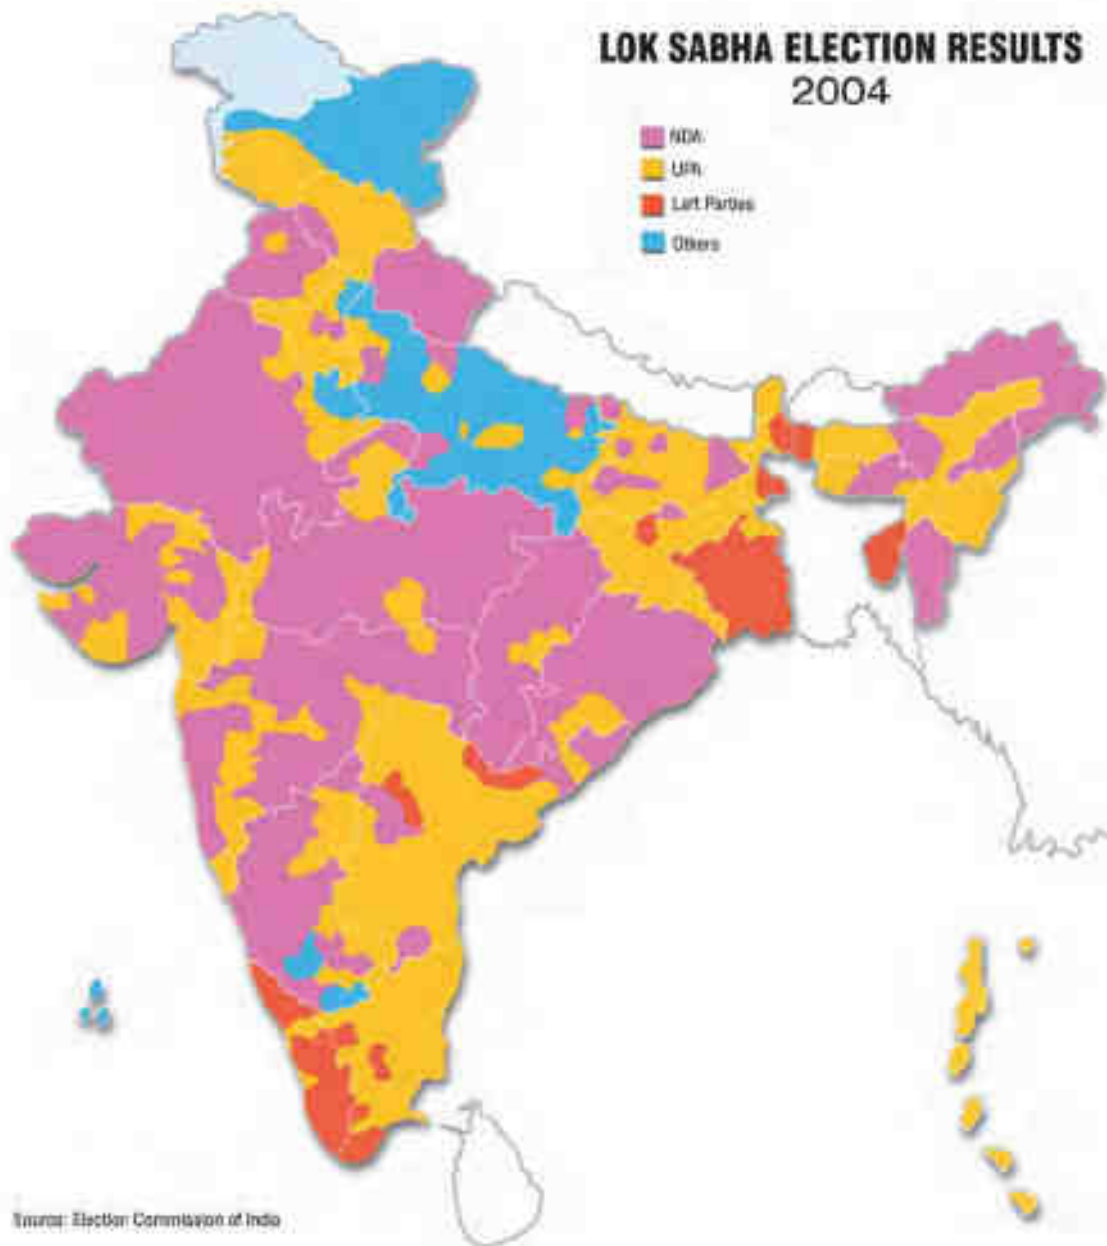 LOK SABHA ELECTION RESULTS
2004
NDA
UPA
Left Parties
Others
Source: Election Commission of India